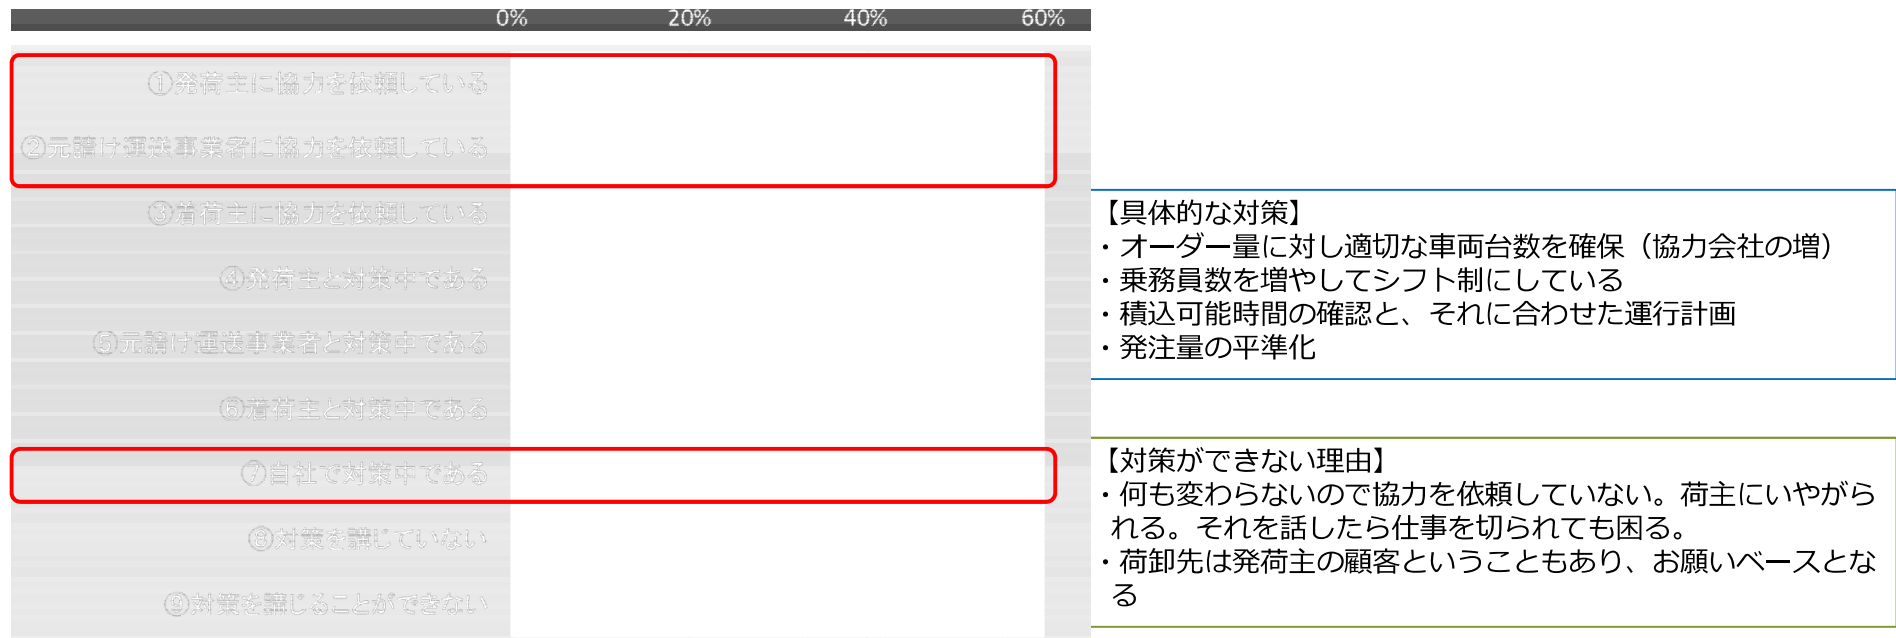 0% 20% 40% 60%
①発荷主に協力を依頼している
②元請け運送事業者に協力を依頼している
③着荷主に協力を依頼している
④発荷主と対策中である
⑤元請け運送事業者と対策中である
⑥着荷主と対策中である
⑦自社で対策中である
⑧対策を講じていない
⑨対策を講じることができない
【具体的な対策】
・オーダー量に対し適切な車両台数を確保（協力会社の増）
・乗務員数を増やしてシフト制にしている
・積込可能時間の確認と、それに合わせた運行計画
・発注量の平準化
【対策ができない理由】
・何も変わらないので協力を依頼していない。荷主にいやがら
れる。それを話したら仕事を切られても困る。
・荷卸先は発荷主の顧客ということもあり、お願いベースとな
る